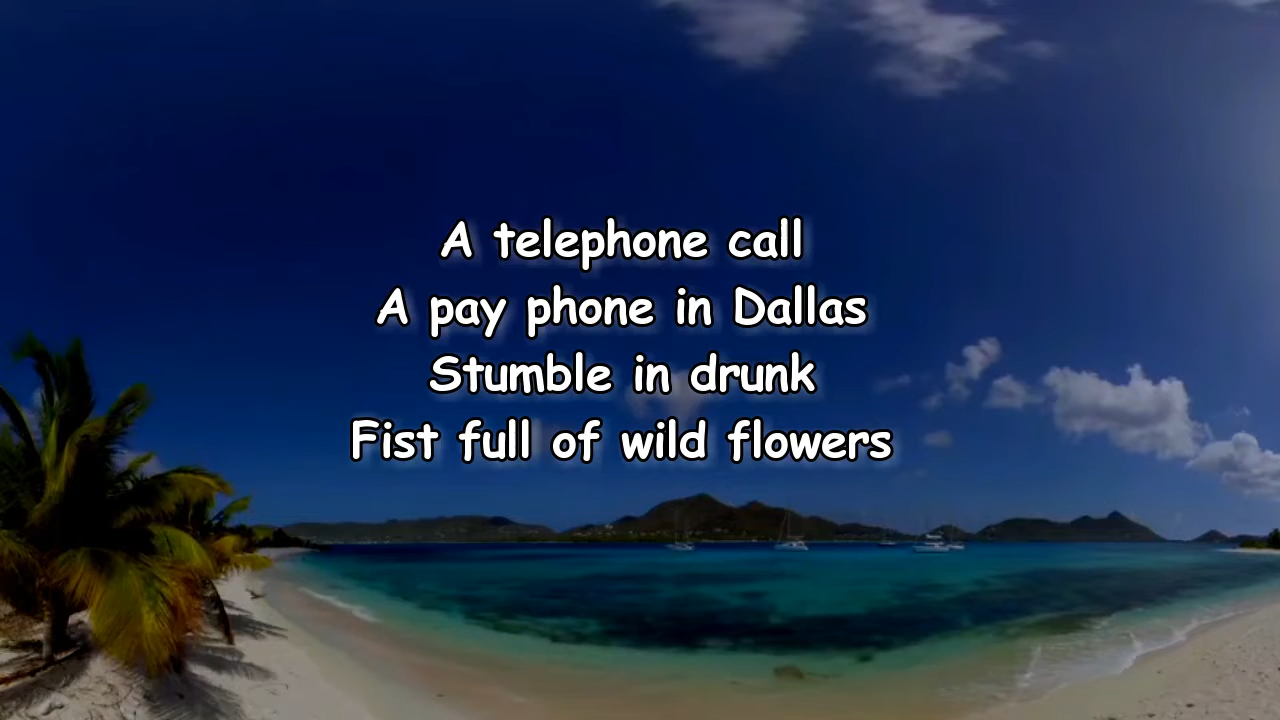 A telephone call
A pay phone in Dallas
Stumble in drunk
Fist full of wild flowers